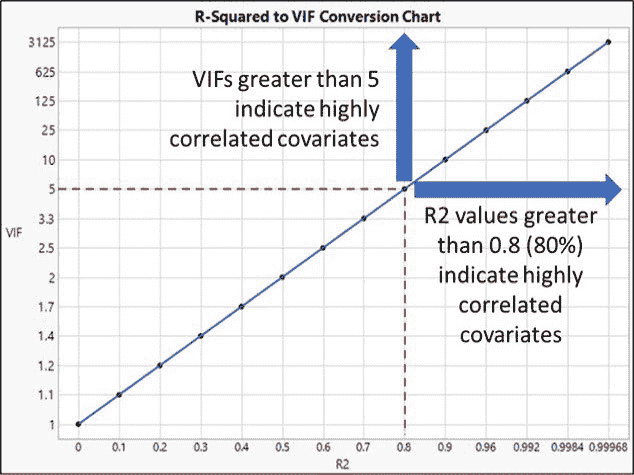 R-Squared to VIF Conversion Chart
3125
625
125
25
10
5
3.3
2.5
2
1.7
1.4
1.2
1.1
1
VIF
VIFs greater than 5
indicate highly
correlated covariates
R2 values greater
than 0.8 (80%)
indicate highly
correlated
covariates
0 0.1 0.2 0.3 0.4 0.5 0.6 0.7 0.8 0.9 0.96 0.992 0.9984 0.99968
R2